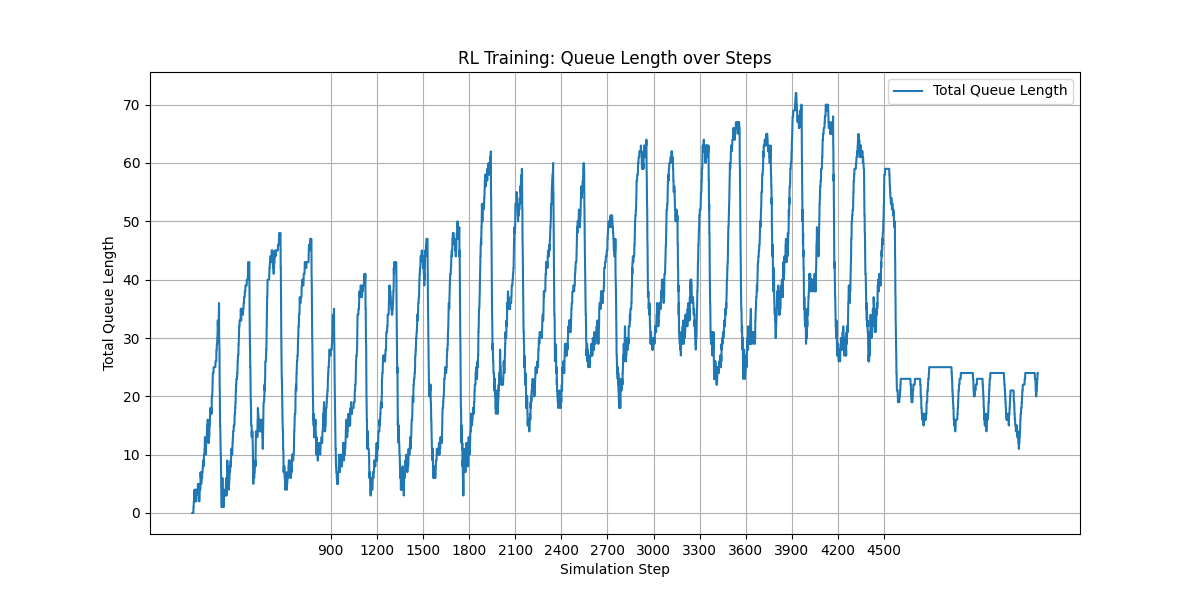 RL Training: Queue Length over Steps
Total Queue Length
70
60
50
40
30
20
10
0
Total Queue Length
900 1200 1500 1800 2100 2400 2700 3000 3300 3600 3900 4200 4500
Simulation Step